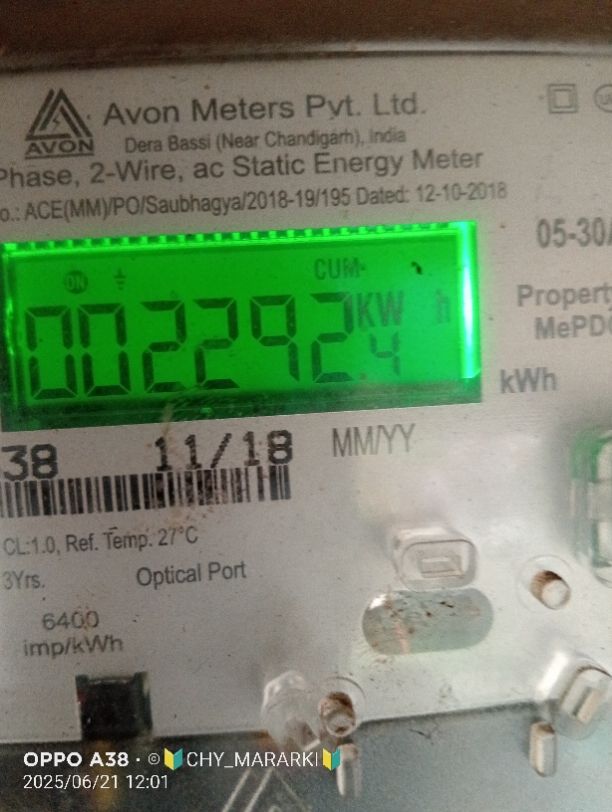 AVON
Avon Meters Pvt. Ltd.
Dera Bassi (Near Chandigarh), India
Phase, 2-Wire, ac Static Energy Meter
o.: ACE(MM)/PO/Saubhagya/2018-19/195 Dated: 12-10-2018
05-30A
ON CUM
002292.4 KW h
Property
MePD
kWh
38 11/18 MM/YY
CL:1.0, Ref. Temp. 27°C
3Yrs. Optical Port
6400
imp/kWh
OPPO A38 · ©🔰CHY_MARARKI🔰
2025/06/21 12:01